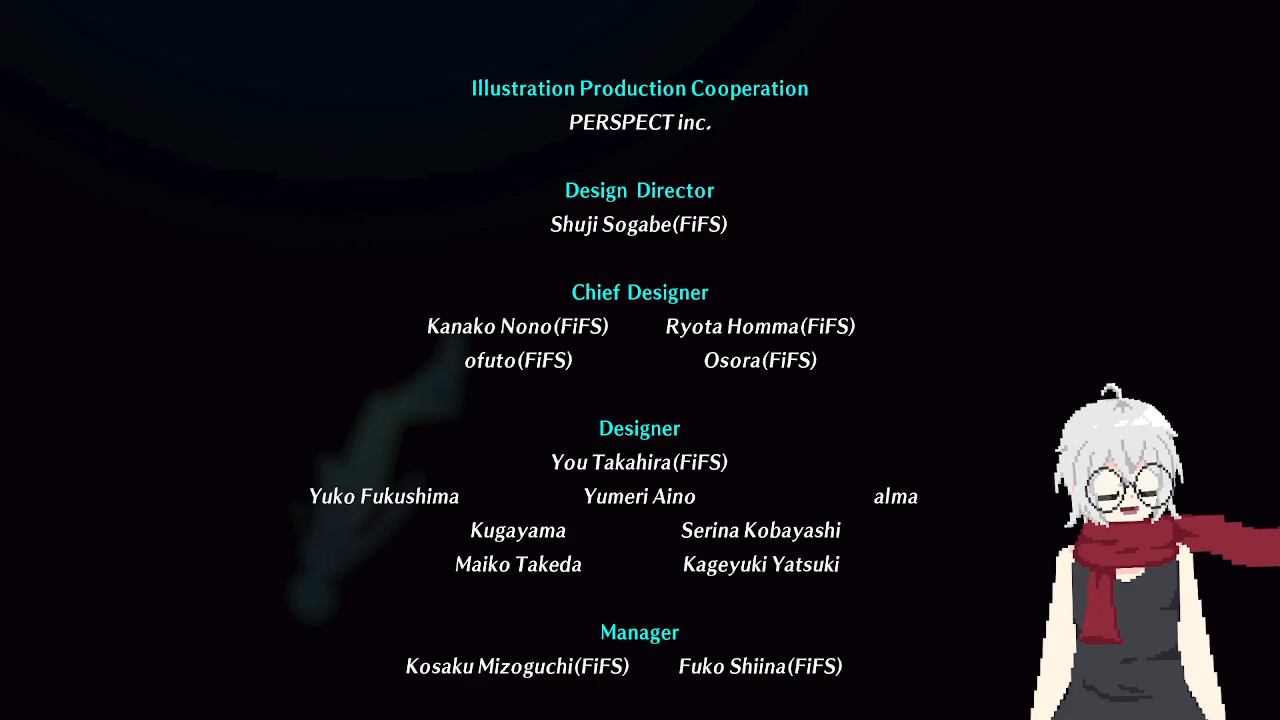 Illustration Production Cooperation
PERSPECT inc.
Design Director
Shuji Sogabe(FiFS)
Chief Designer
Kanako Nono(FiFS) Ryota Homma(FiFS)
ofuto(FiFS) Osora(FiFS)
Designer
You Takahira(FiFS)
Yuko Fukushima Yumeri Aino alma
Kugayama Serina Kobayashi
Maiko Takeda Kageyuki Yatsuki
Manager
Kosaku Mizoguchi(FiFS) Fuko Shiina(FiFS)